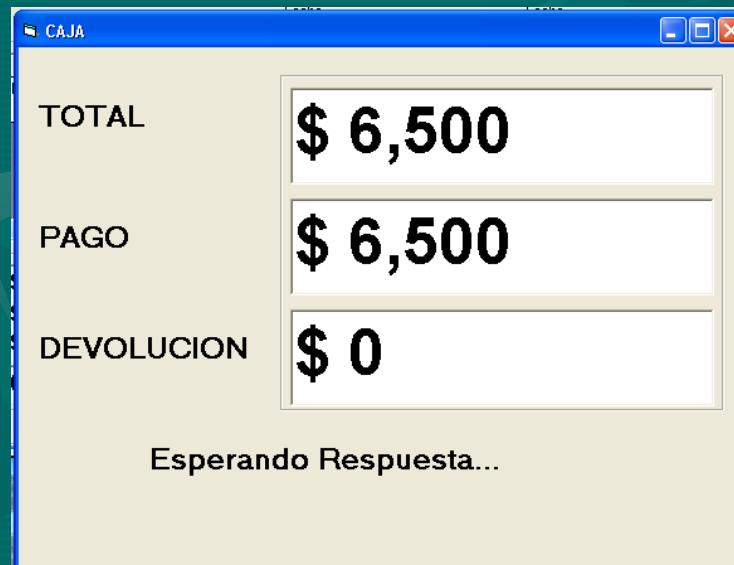 CAJA
TOTAL $ 6,500
PAGO $ 6,500
DEVOLUCION $ 0
Esperando Respuesta...